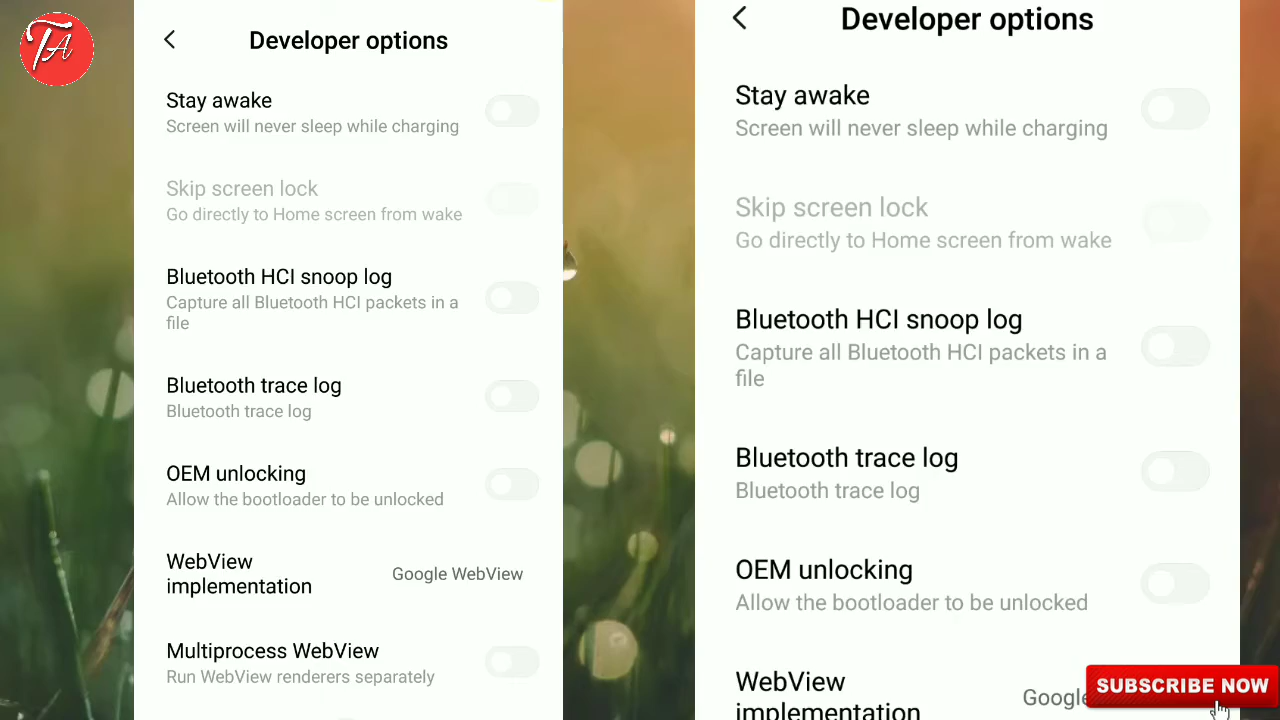 TA
Developer options
Stay awake
Screen will never sleep while charging
Skip screen lock
Go directly to Home screen from wake
Bluetooth HCI snoop log
Capture all Bluetooth HCI packets in a
file
Bluetooth trace log
Bluetooth trace log
OEM unlocking
Allow the bootloader to be unlocked
WebView
implementation
Google WebView
Multiprocess WebView
Run WebView renderers separately
Developer options
Stay awake
Screen will never sleep while charging
Skip screen lock
Go directly to Home screen from wake
Bluetooth HCI snoop log
Capture all Bluetooth HCI packets in a
file
Bluetooth trace log
Bluetooth trace log
OEM unlocking
Allow the bootloader to be unlocked
WebView
implementation
Google
SUBSCRIBE NOW